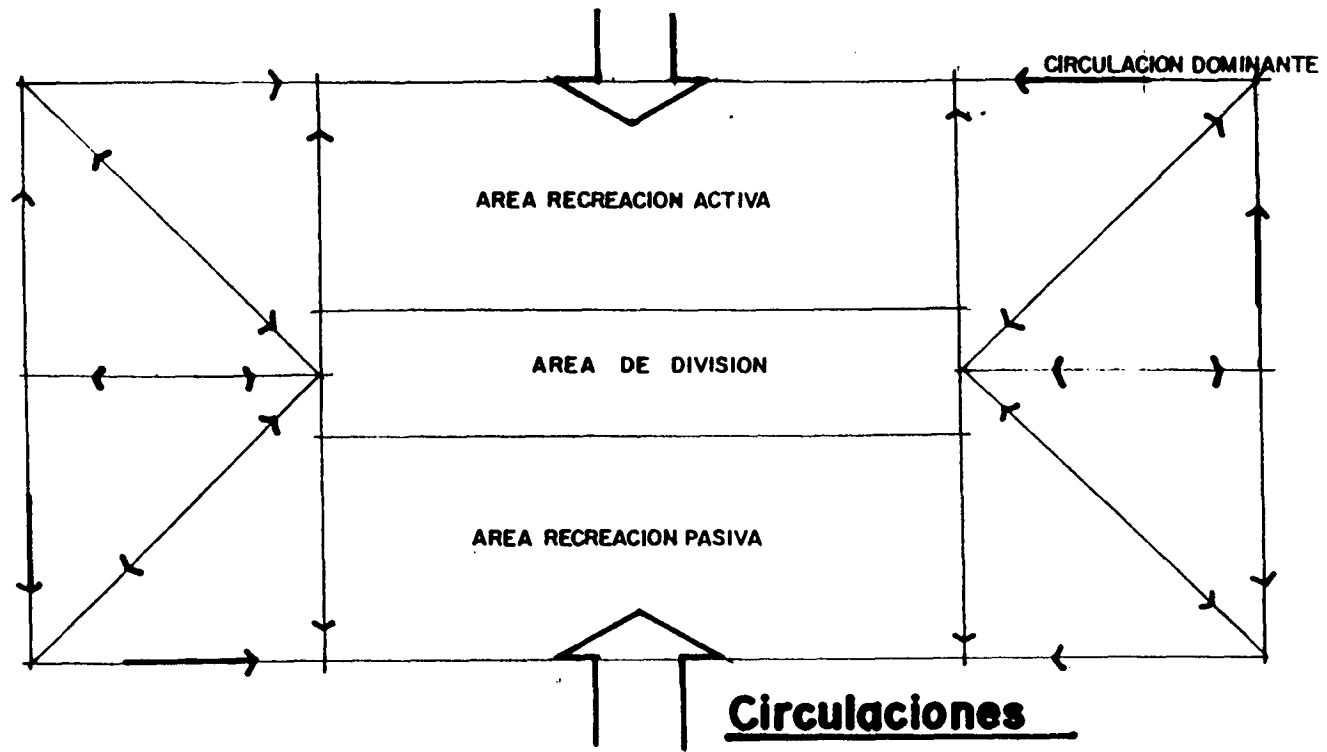 CIRCULACION DOMINANTE
AREA RECREACION ACTIVA
AREA DE DIVISION
AREA RECREACION PASIVA
Circulaciones